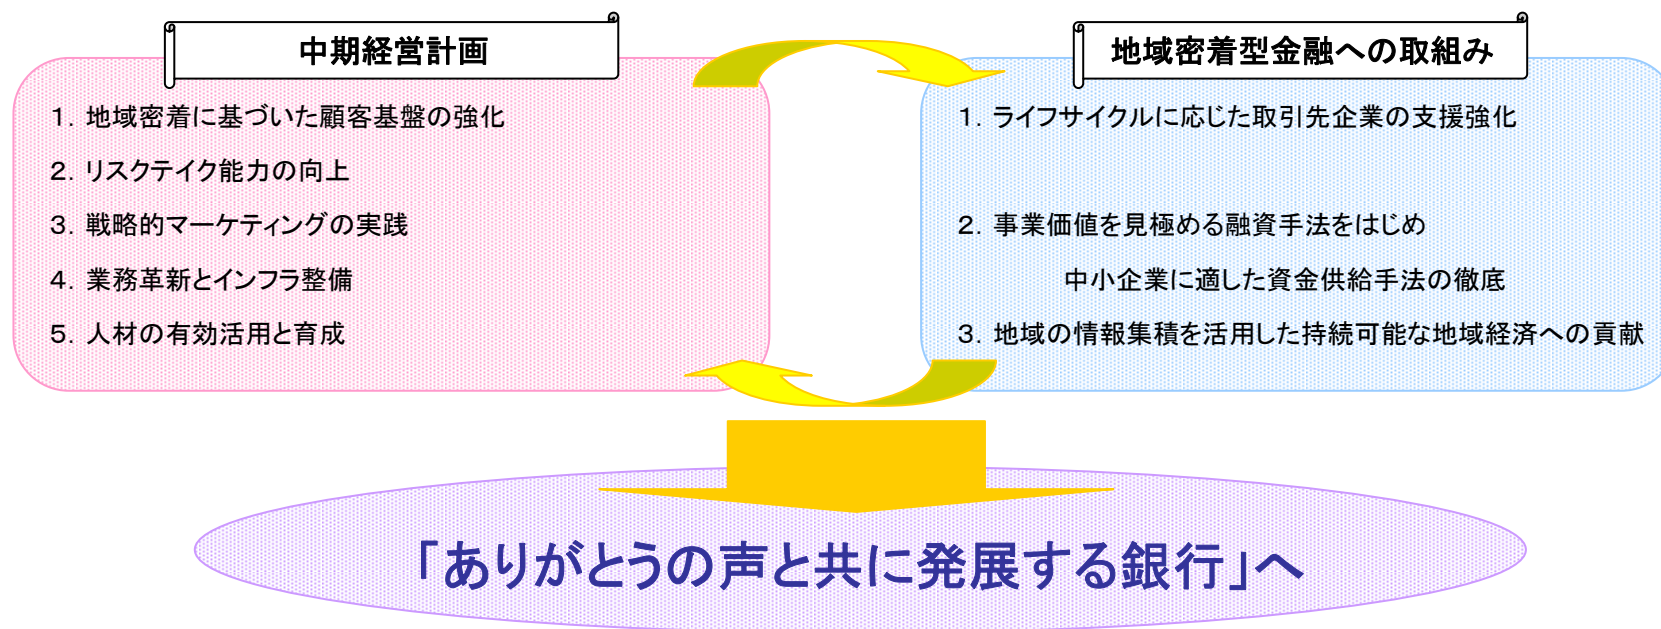 中期経営計画
1. 地域密着に基づいた顧客基盤の強化
2. リスクテイク能力の向上
3. 戦略的マーケティングの実践
4. 業務革新とインフラ整備
5. 人材の有効活用と育成
地域密着型金融への取組み
1. ライフサイクルに応じた取引先企業の支援強化
2. 事業価値を見極める融資手法をはじめ
中小企業に適した資金供給手法の徹底
3. 地域の情報集積を活用した持続可能な地域経済への貢献
「ありがとうの声と共に発展する銀行」へ